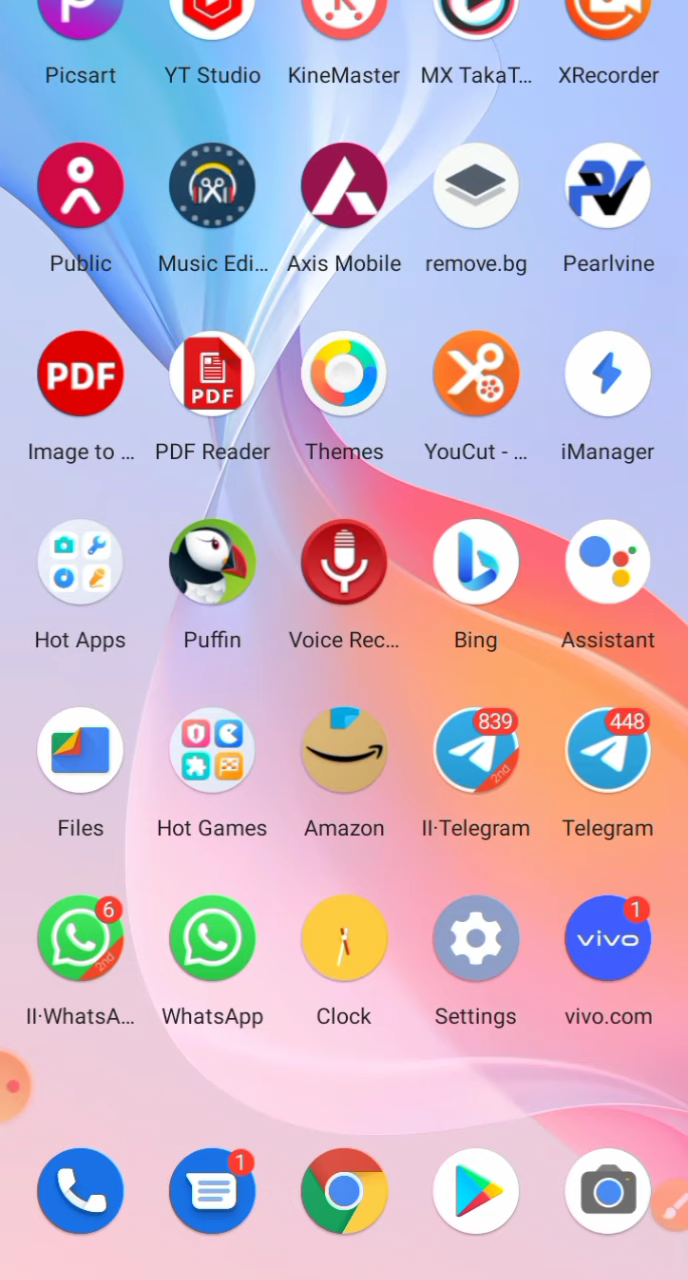 Picsart
YT Studio
KineMaster
MX TakaT...
XRecorder
Public
Music Edi...
Axis Mobile
remove.bg
Pearlvine
PDF
PDF
Image to ...
PDF Reader
Themes
YouCut - ...
iManager
Hot Apps
Puffin
Voice Rec...
Bing
Assistant
839
2nd
448
Files
Hot Games
Amazon
II·Telegram
Telegram
6
2nd
vivo
1
II·WhatsA...
WhatsApp
Clock
Settings
vivo.com
1